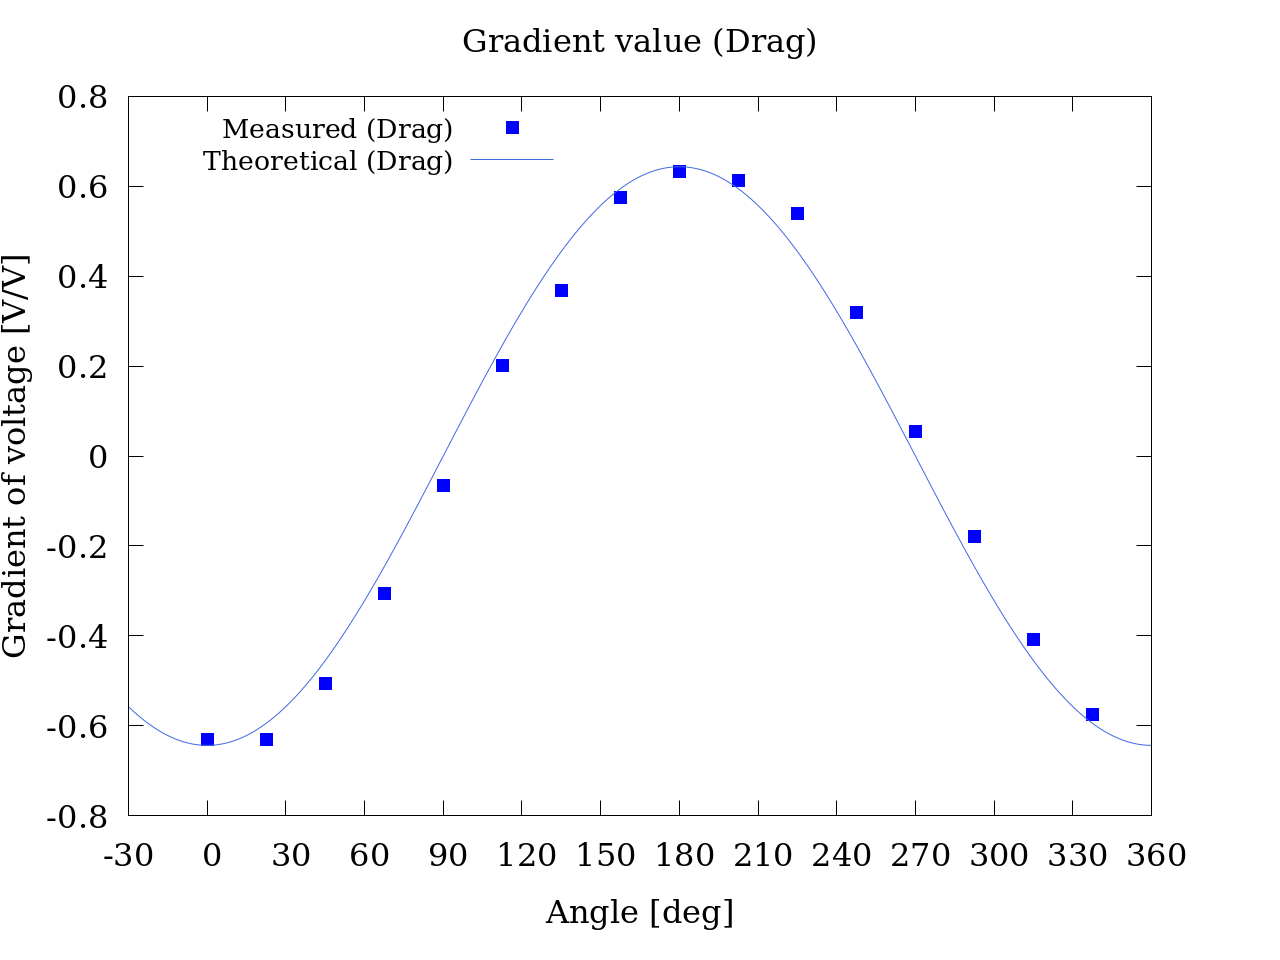 Gradient value (Drag)
Measured (Drag)
Theoretical (Drag)
0.8
0.6
0.4
0.2
0
-0.2
-0.4
-0.6
-0.8
Gradient of voltage [V/V]
-30 0 30 60 90 120 150 180 210 240 270 300 330 360
Angle [deg]